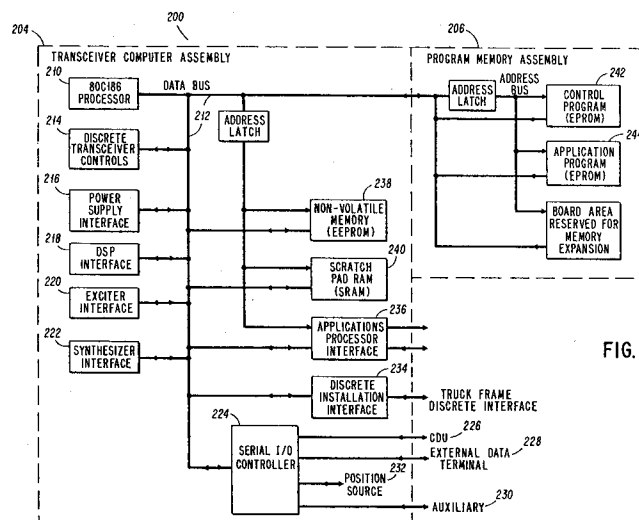 204
200
206
TRANSCEIVER COMPUTER ASSEMBLY
PROGRAM MEMORY ASSEMBLY
210
80C186
PROCESSOR
DATA BUS
212
ADDRESS
LATCH
214
DISCRETE
TRANSCEIVER
CONTROLS
216
POWER
SUPPLY
INTERFACE
218
DSP
INTERFACE
220
EXCITER
INTERFACE
222
SYNTHESIZER
INTERFACE
238
NON-VOLATILE
MEMORY
(EEPROM)
240
SCRATCH
PAD RAM
(SRAM)
236
APPLICATIONS
PROCESSOR
INTERFACE
234
DISCRETE
INSTALLATION
INTERFACE
224
SERIAL I/O
CONTROLLER
ADDRESS
LATCH
ADDRESS
BUS
242
CONTROL
PROGRAM
(EPROM)
244
APPLICATION
PROGRAM
(EPROM)
BOARD AREA
RESERVED FOR
MEMORY
EXPANSION
FIG.
TRUCK FRAME
DISCRETE INTERFACE
CDU
226
EXTERNAL DATA
TERMINAL
228
POSITION
SOURCE
232
AUXILIARY
230